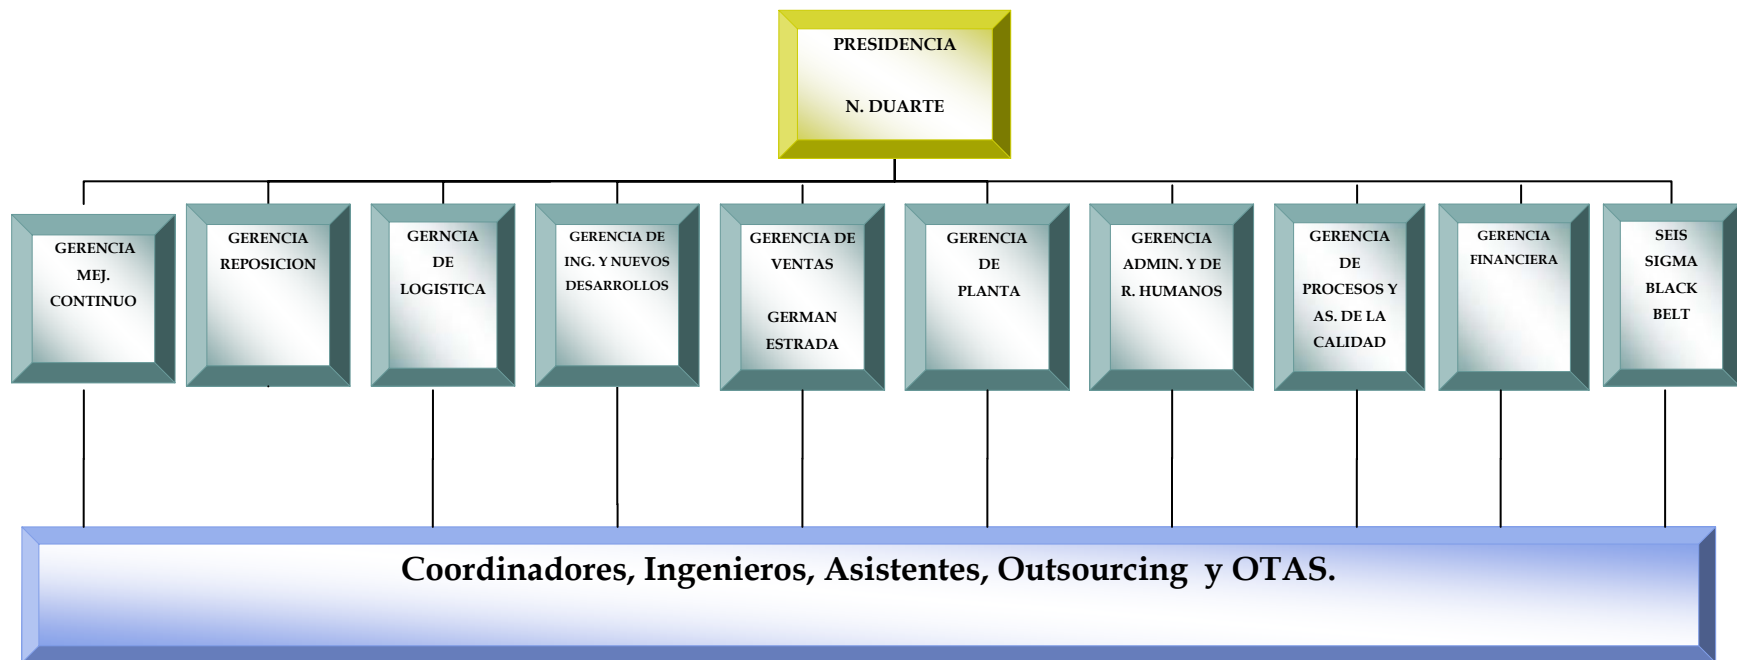 PRESIDENCIA
N. DUARTE
GERENCIA
MEJ.
CONTINUO
GERENCIA
REPOSICION
GERNCIA
DE
LOGISTICA
GERENCIA DE
ING. Y NUEVOS
DESARROLLOS
GERENCIA DE
VENTAS
GERMAN
ESTRADA
GERENCIA
DE
PLANTA
GERENCIA
ADMIN. Y DE
R. HUMANOS
GERENCIA
DE
PROCESOS Y
AS. DE LA
CALIDAD
GERENCIA
FINANCIERA
SEIS
SIGMA
BLACK
BELT
Coordinadores, Ingenieros, Asistentes, Outsourcing y OTAS.